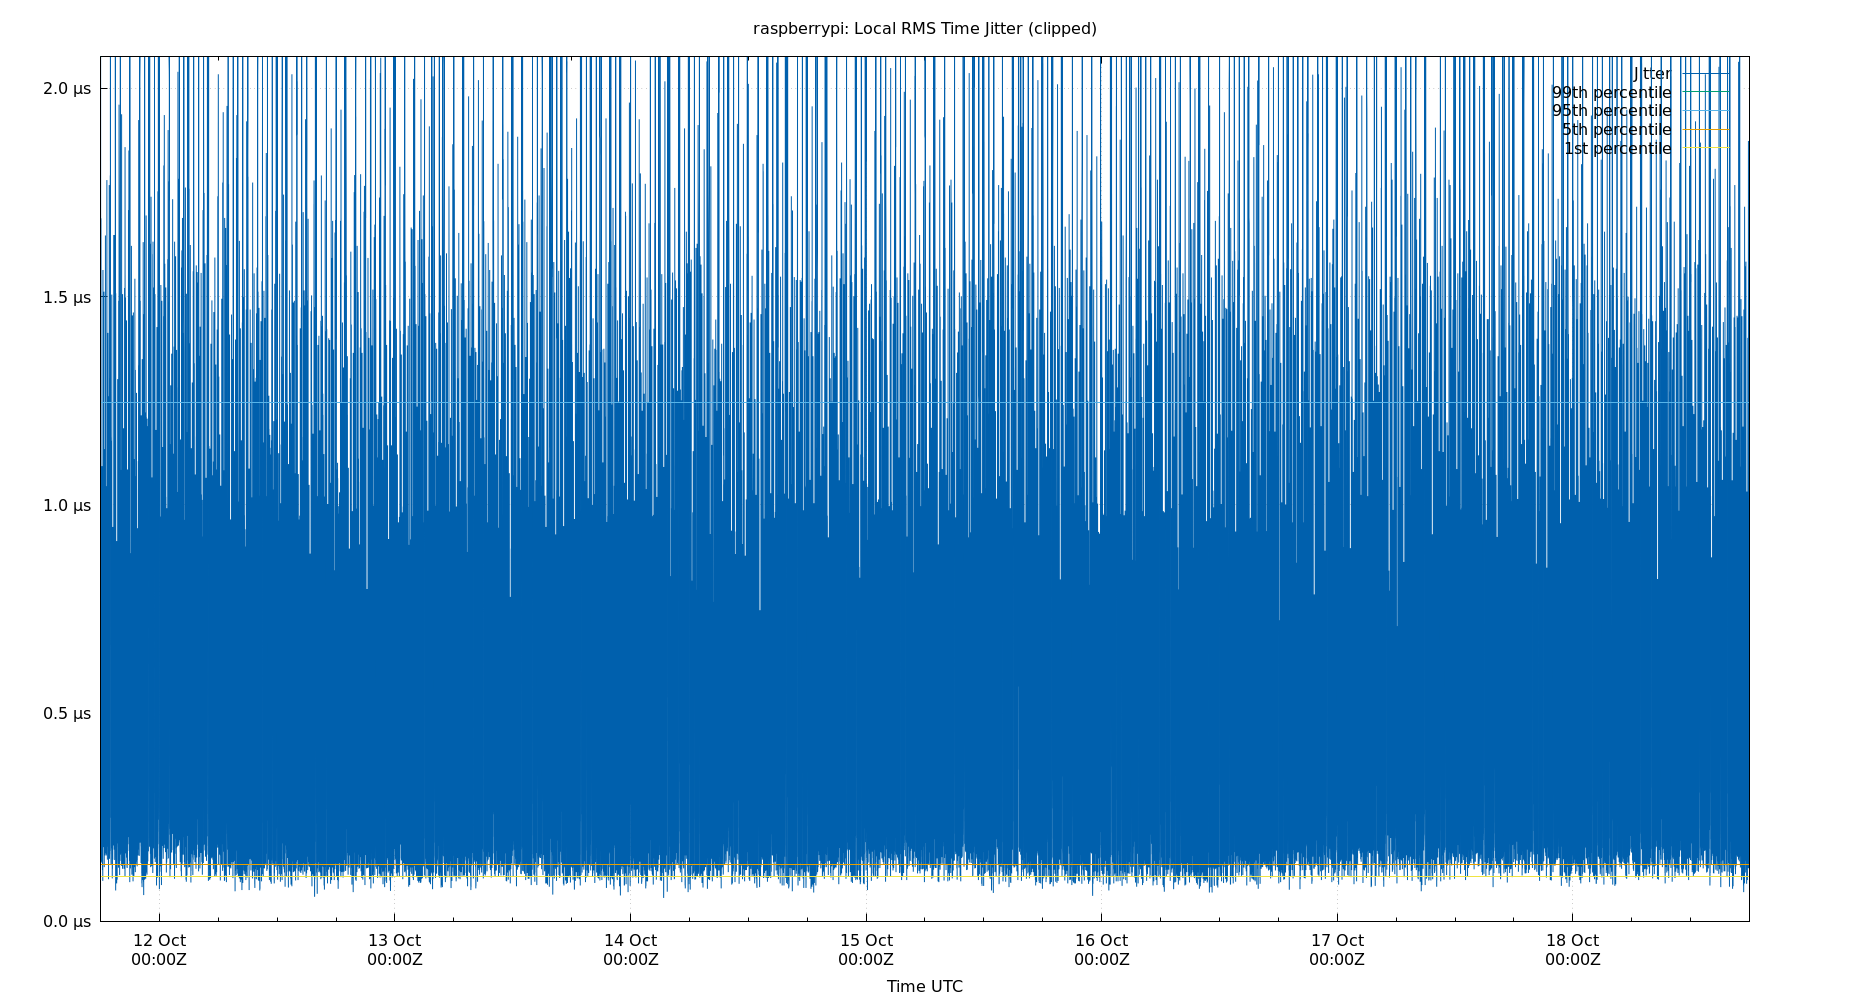 raspberrypi: Local RMS Time Jitter (clipped)
Jitter
99th percentile
95th percentile
5th percentile
1st percentile
2.0 μs
1.5 μs
1.0 μs
0.5 μs
0.0 μs
12 Oct 13 Oct 14 Oct 15 Oct 16 Oct 17 Oct 18 Oct
00:00Z 00:00Z 00:00Z 00:00Z 00:00Z 00:00Z 00:00Z
Time UTC